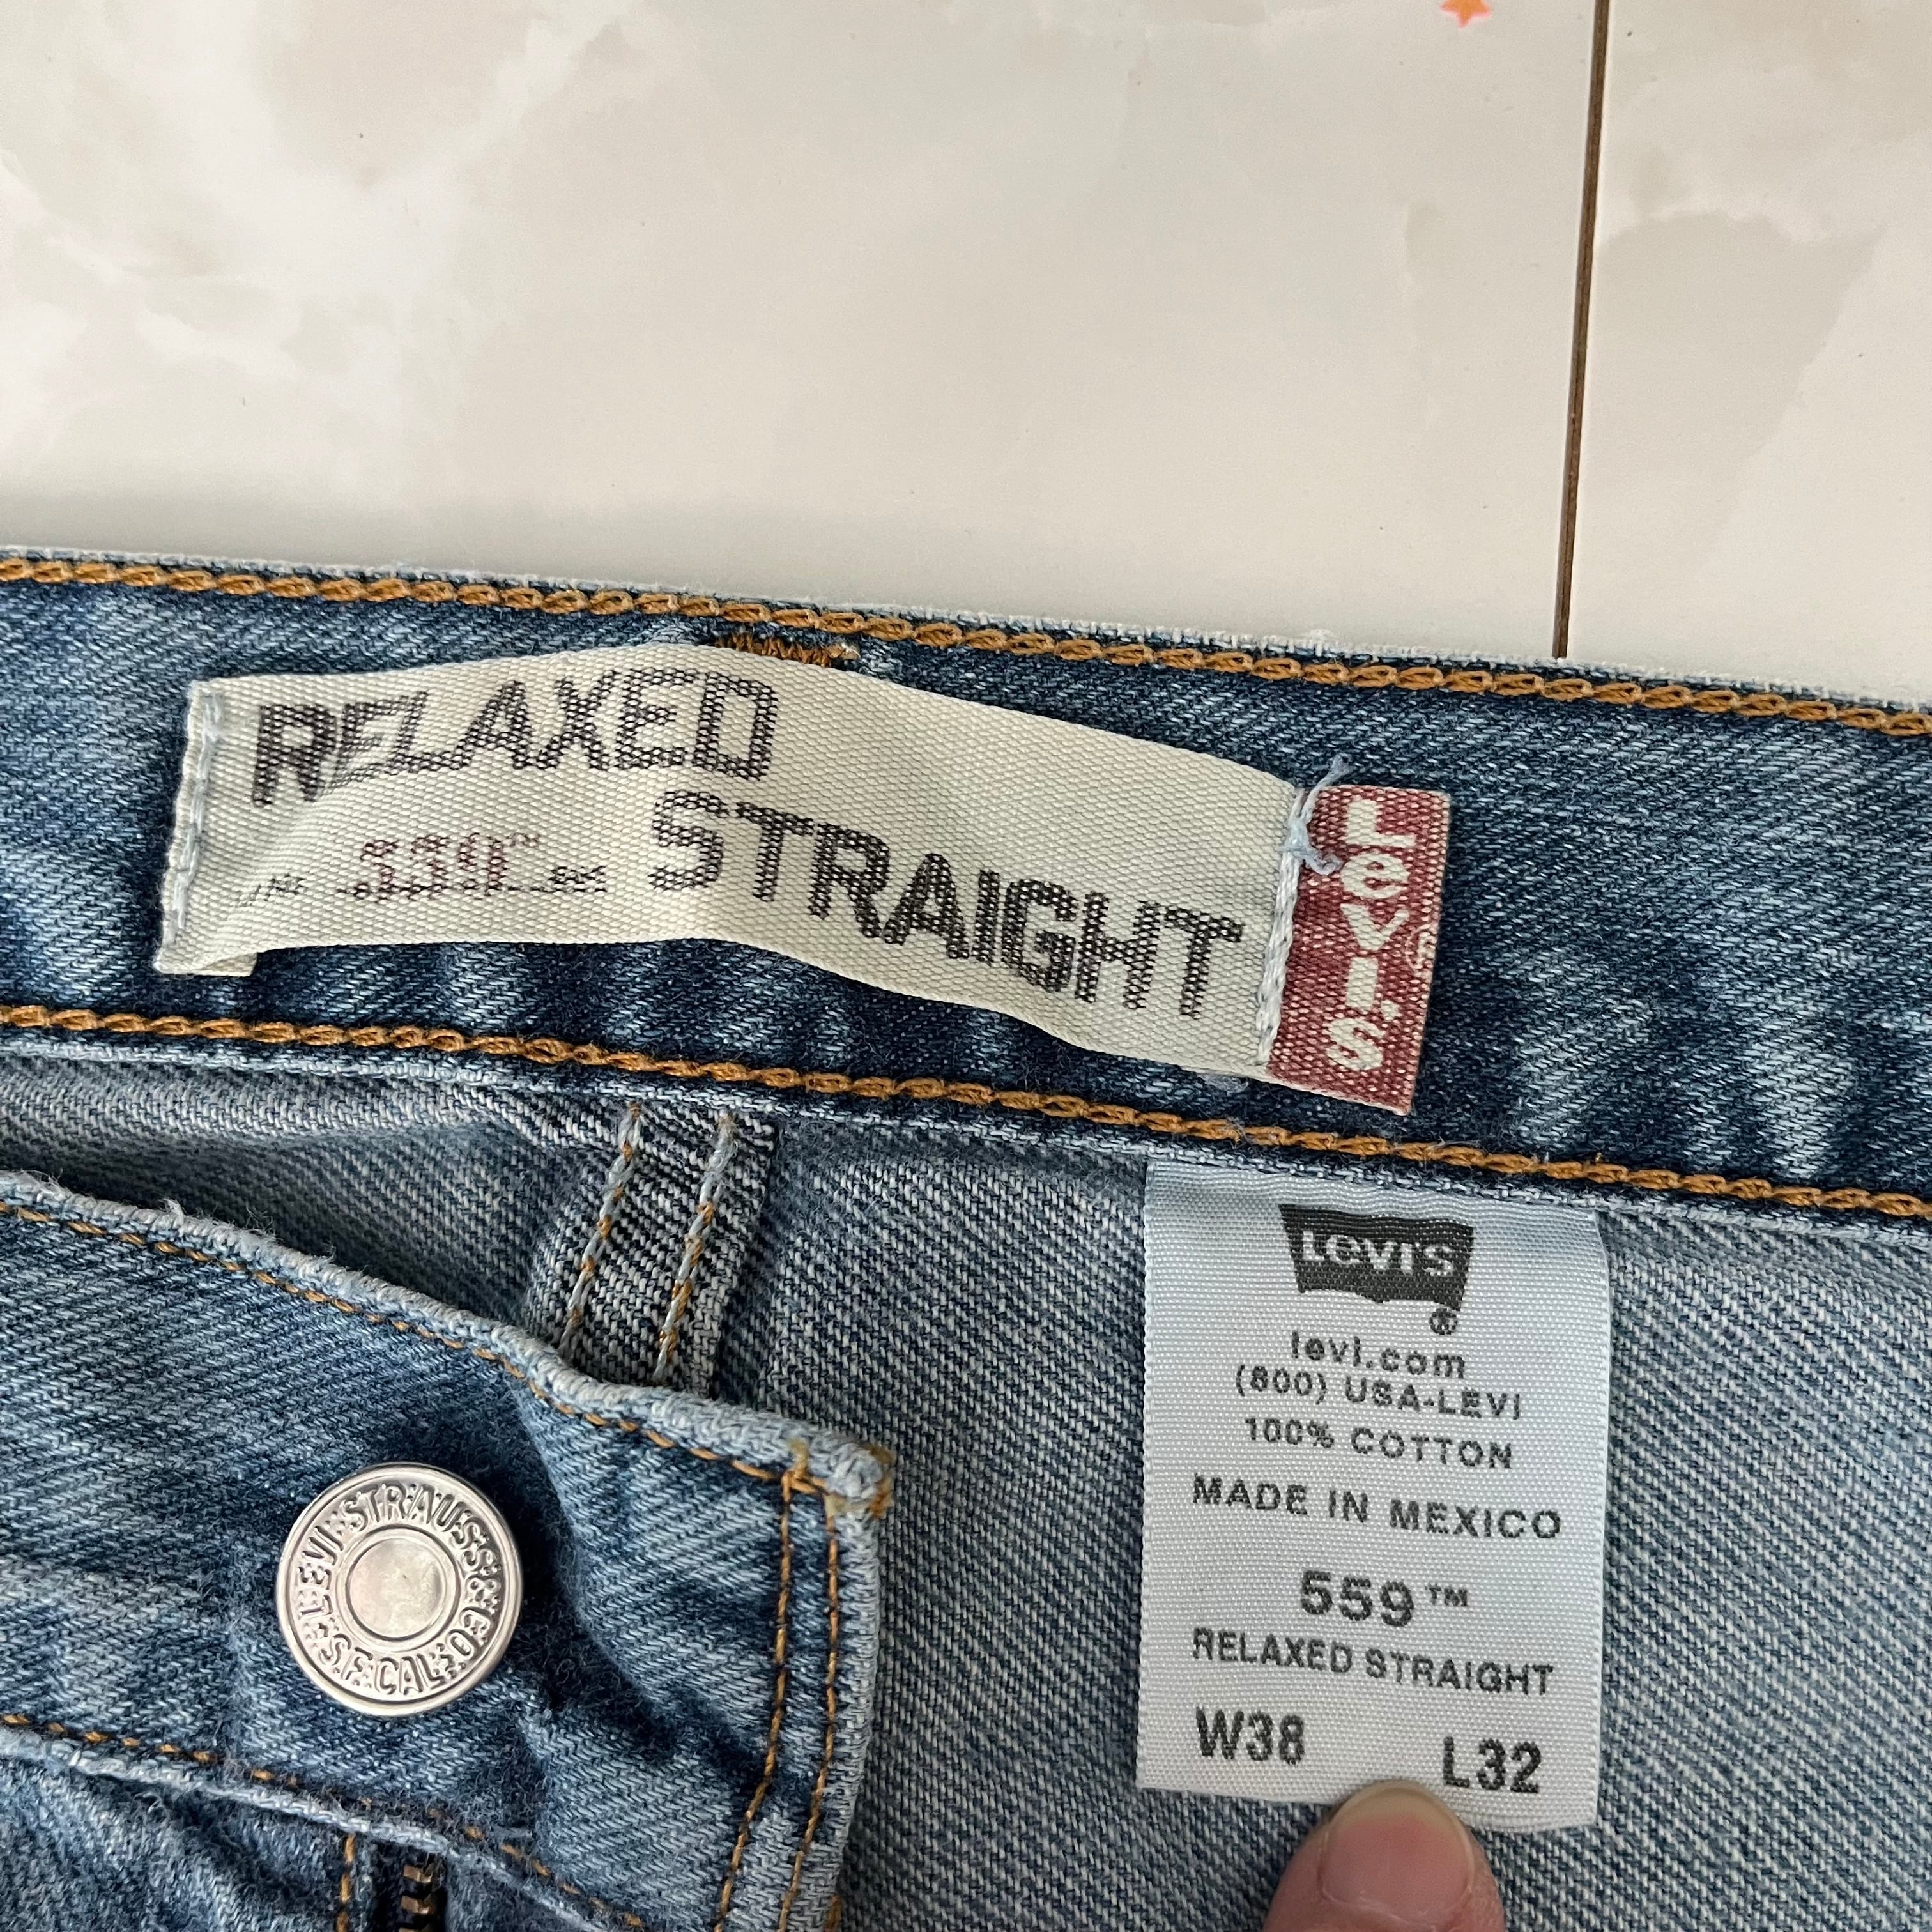 RELAXED
STRAIGHT
559™
Levi's
LEVI'S
®
levi.com
(800) USA-LEVI
100% COTTON
MADE IN MEXICO
559™
RELAXED STRAIGHT
W38 L32
LEVI STRAUSS & CO
S.F. CAL